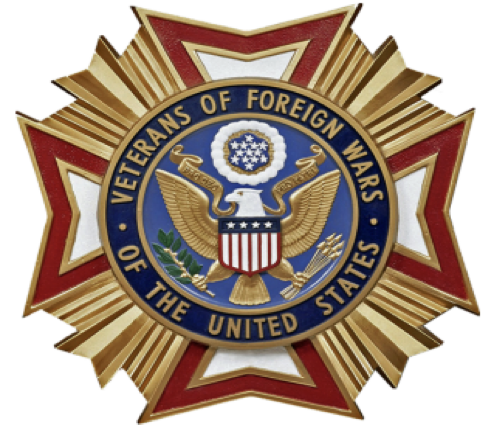 VETERANS OF FOREIGN WARS
OF THE UNITED STATES